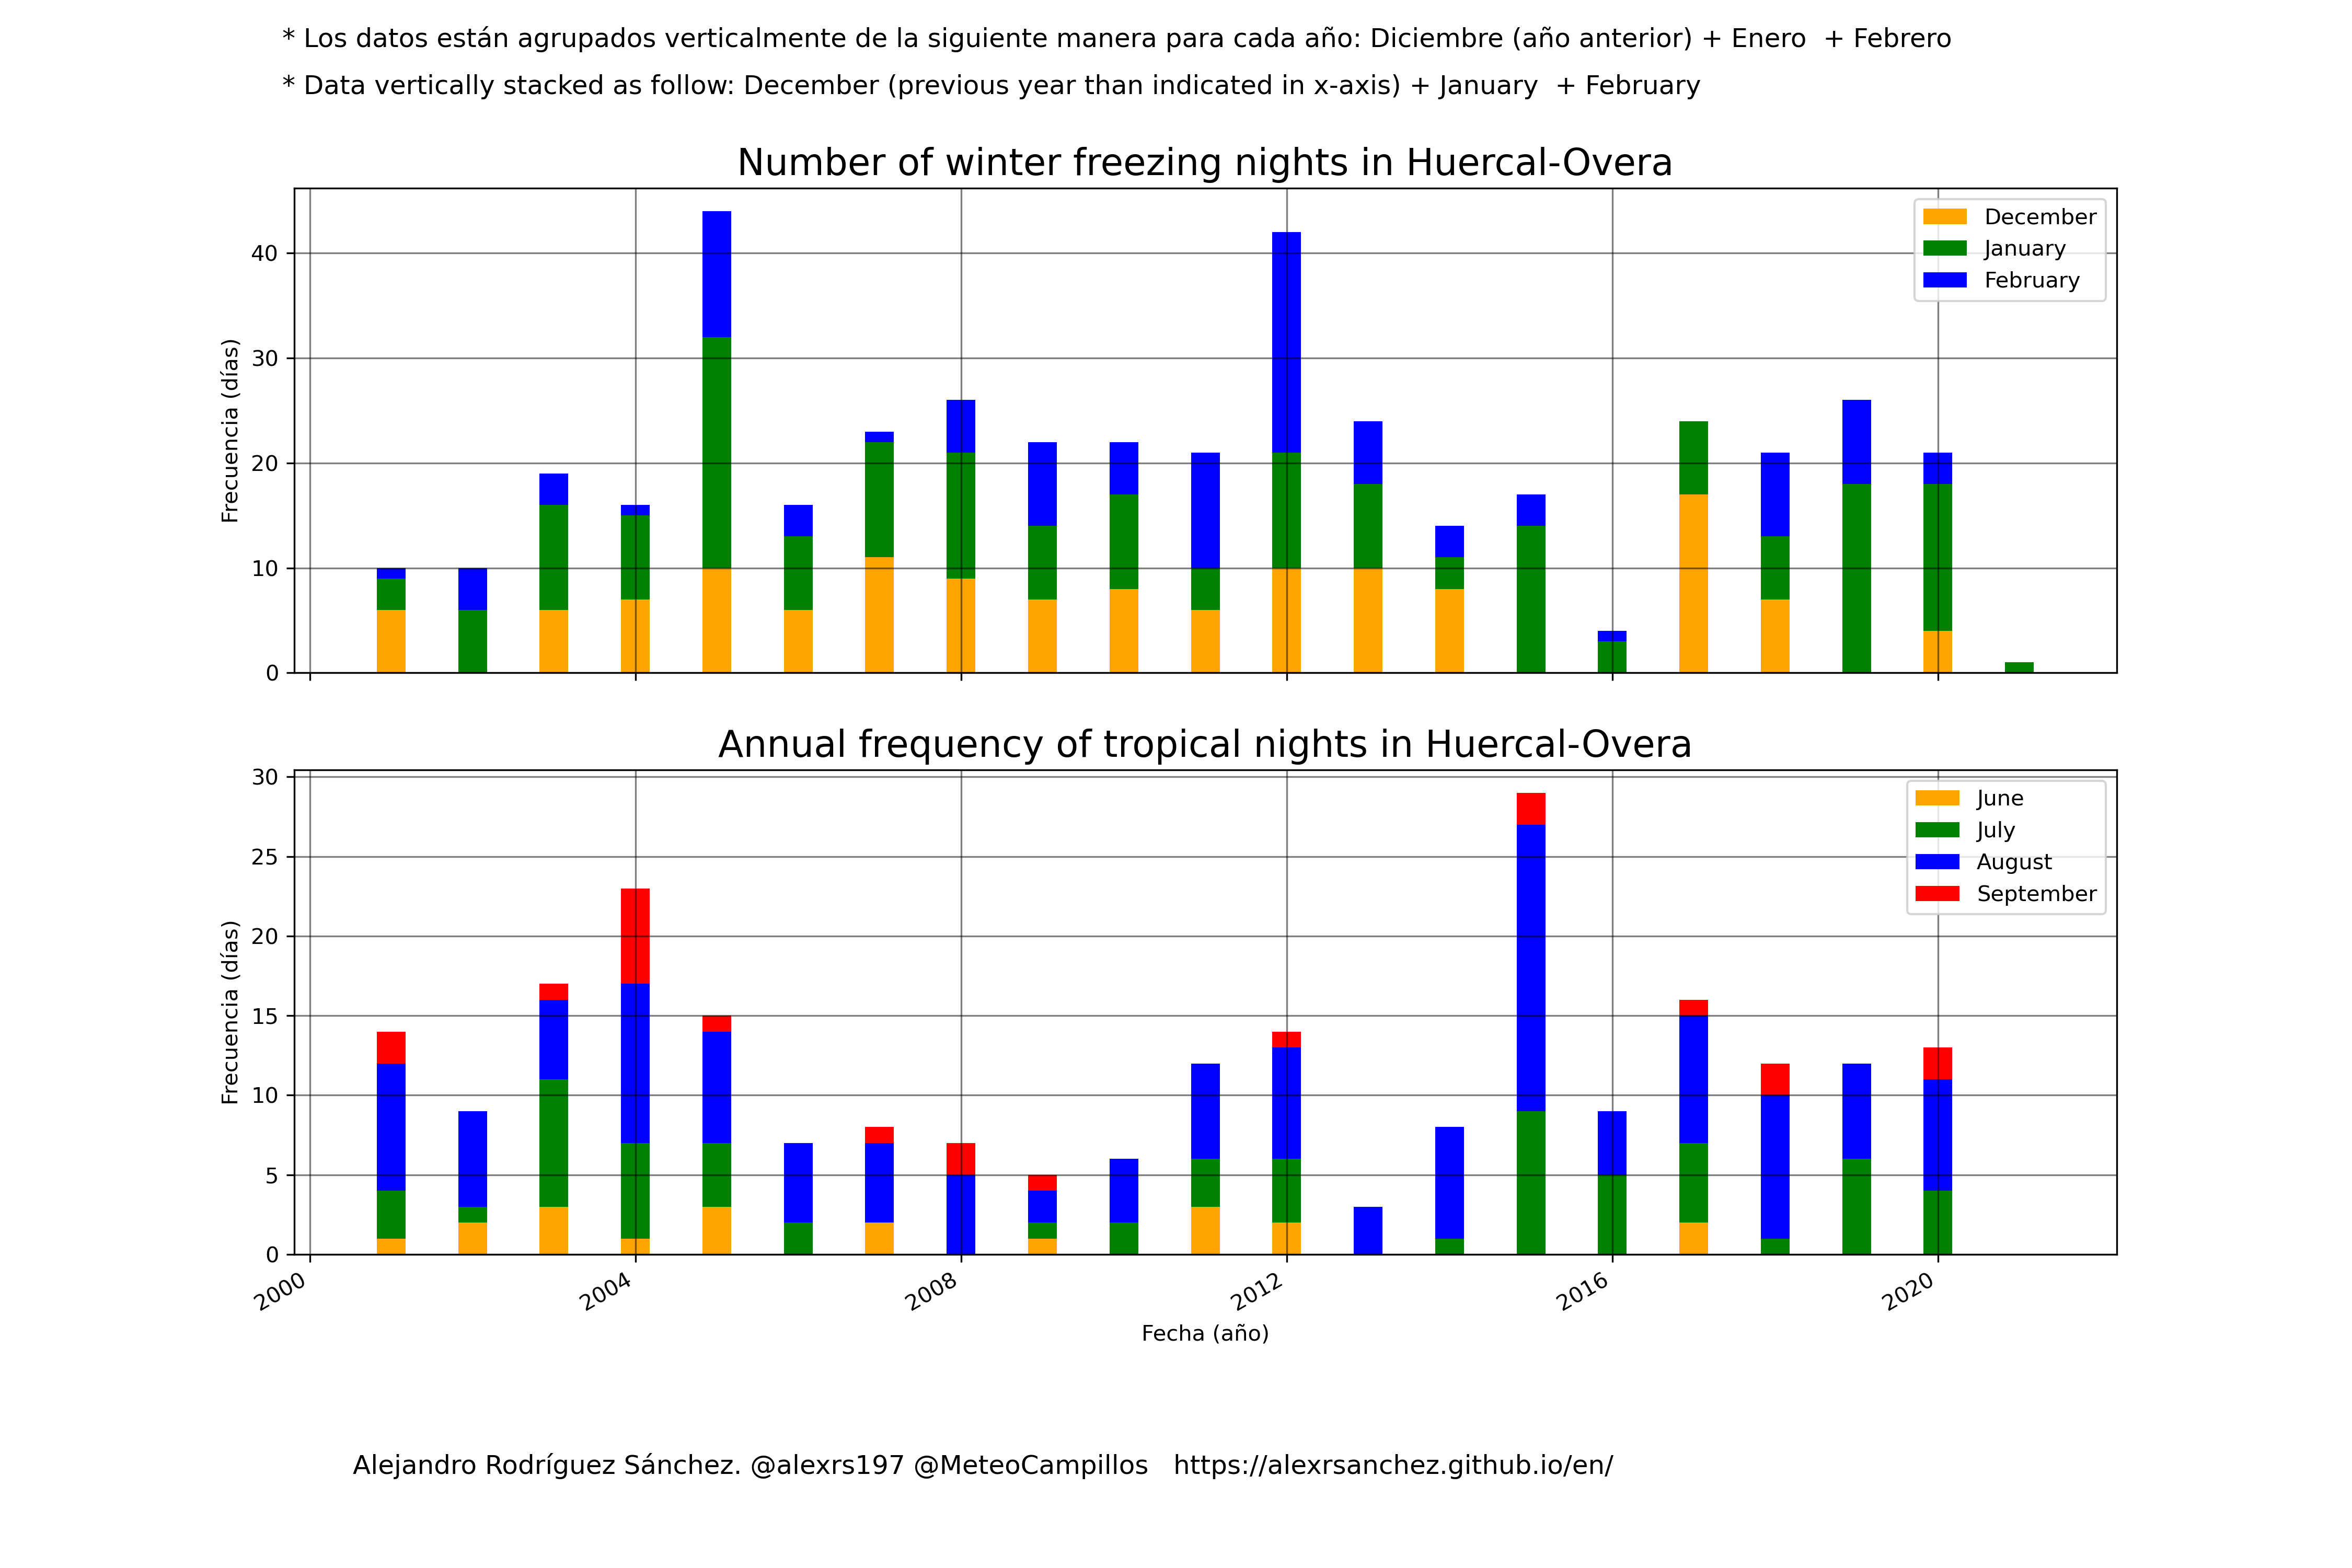 * Los datos están agrupados verticalmente de la siguiente manera para cada año: Diciembre (año anterior) + Enero  + Febrero
* Data vertically stacked as follow: December (previous year than indicated in x-axis) + January  + February
Number of winter freezing nights in Huercal-Overa
Frecuencia (días)
40
30
20
10
0
December
January
February
Annual frequency of tropical nights in Huercal-Overa
Frecuencia (días)
30
25
20
15
10
5
0
June
July
August
September
2000
2004
2008
2012
2016
2020
Fecha (año)
Alejandro Rodríguez Sánchez. @alexrs197 @MeteoCampillos   https://alexrsanchez.github.io/en/